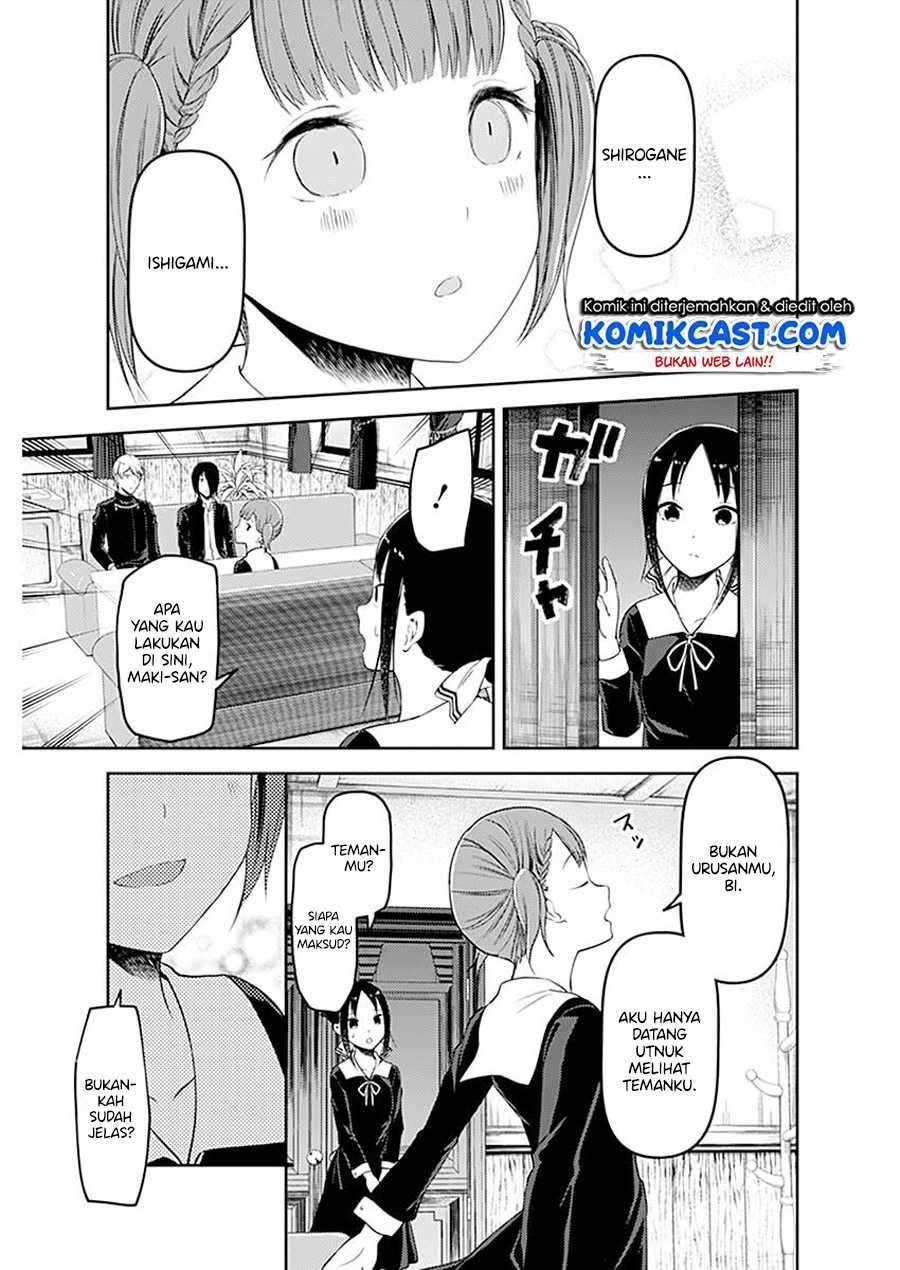 SHIROGANE
...
ISHIGAMI...
Komik ini diterjemahkan & diedit oleh
KOMIKCAST.COM
BUKAN WEB LAIN!!
ガチャ
!
APA
YANG KAU
LAKUKAN
DI SINI,
MAKI-SAN?
BUKAN
URUSANMU,
BI.
スッ
AKU HANYA
DATANG
UTNUK
MELIHAT
TEMANKU.
TEMAN-
MU?
SIAPA
YANG KAU
MAKSUD?
BUKAN-
KAH
SUDAH
JELAS?